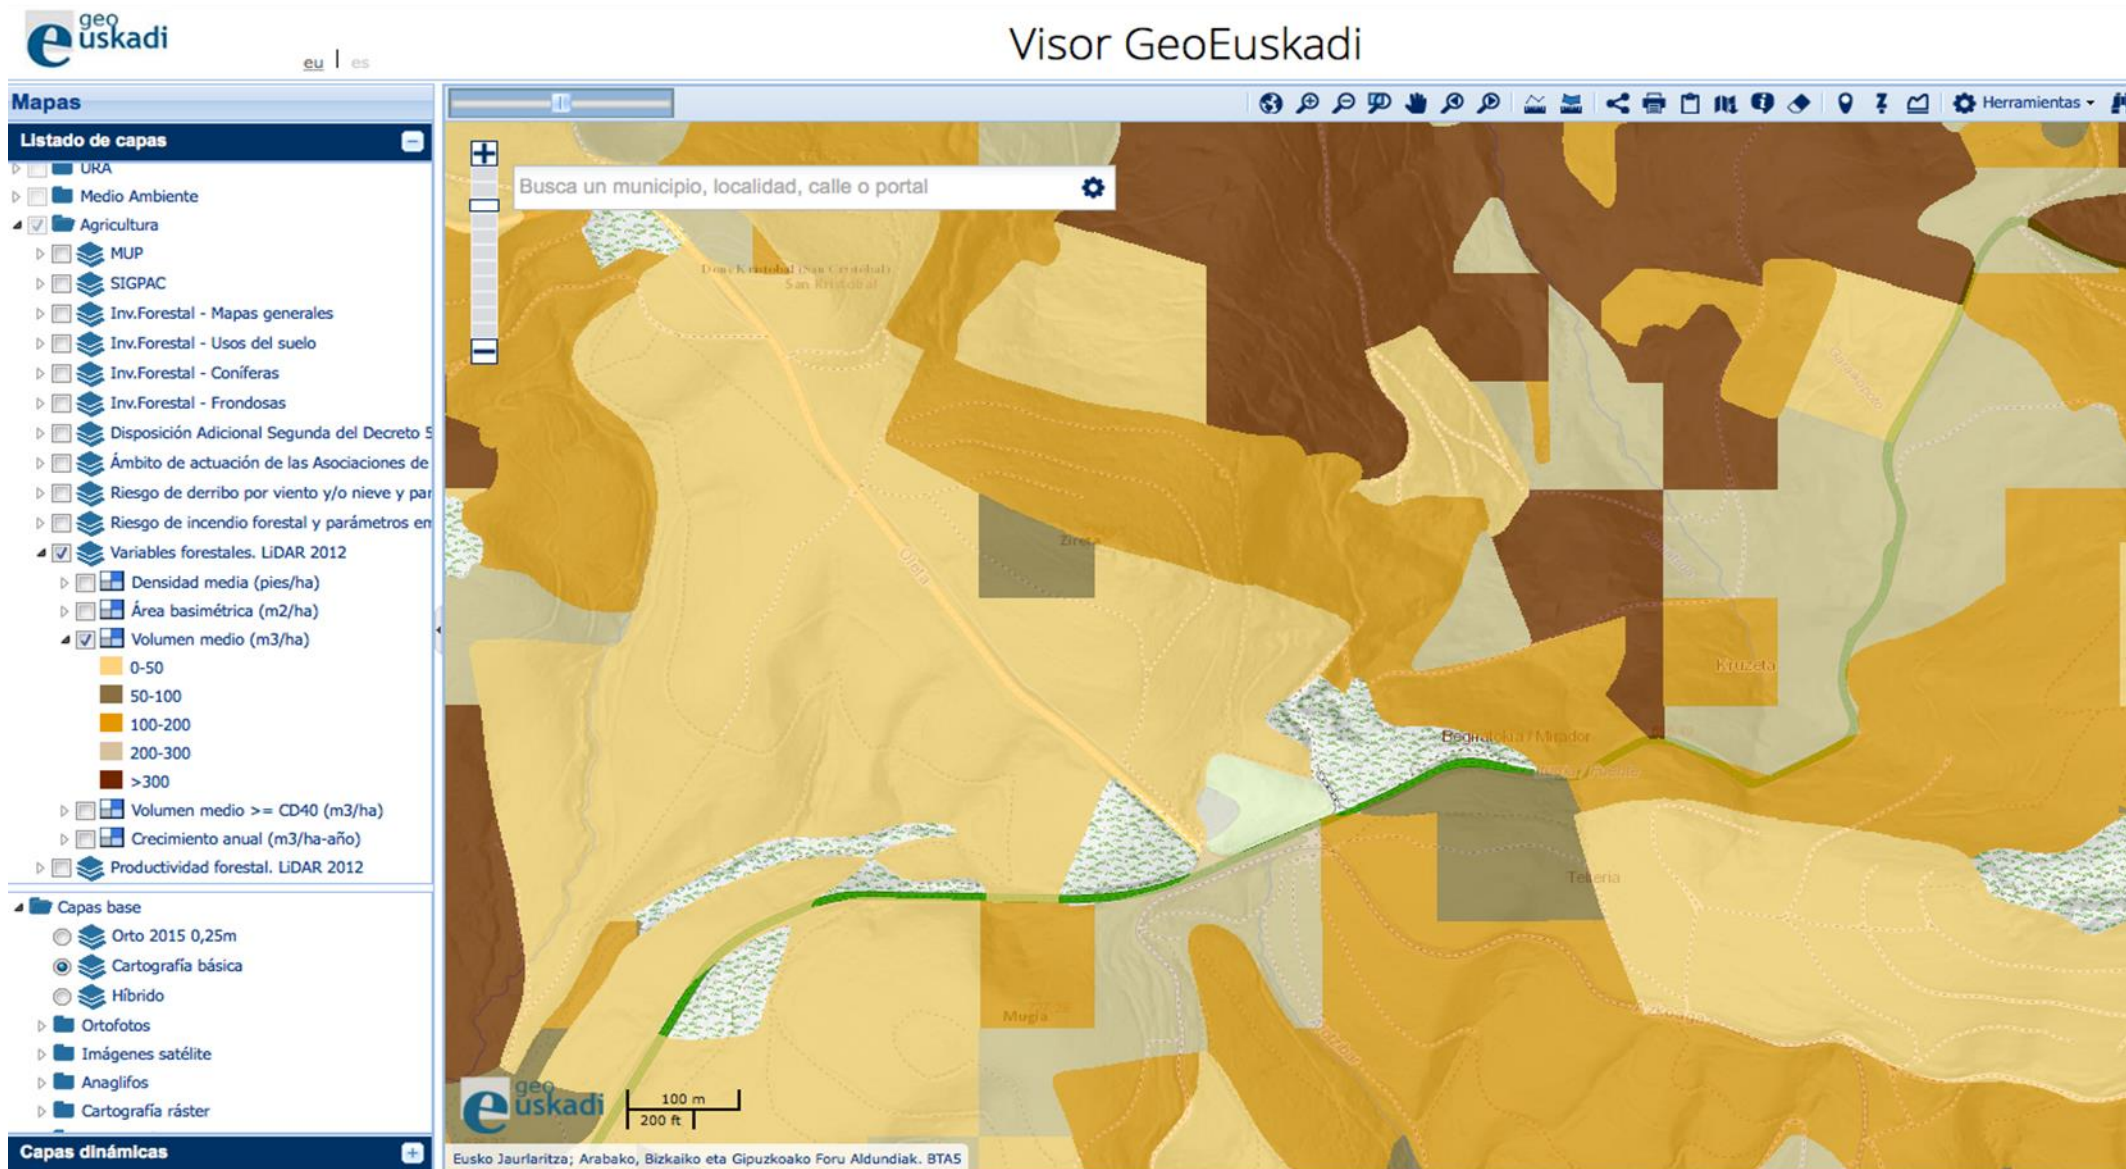 geo
euskadi
eu | es
Visor GeoEuskadi
Mapas
Herramientas
Listado de capas
Busca un municipio, localidad, calle o portal
URA
Medio Ambiente
Agricultura
MUP
SIGPAC
Inv.Forestal - Mapas generales
Inv.Forestal - Usos del suelo
Inv.Forestal - Coníferas
Inv.Forestal - Frondosas
Disposición Adicional Segunda del Decreto 5
Ámbito de actuación de las Asociaciones de
Riesgo de derribo por viento y/o nieve y par
Riesgo de incendio forestal y parámetros em
Variables forestales. LiDAR 2012
Densidad media (pies/ha)
Área basimétrica (m2/ha)
Volumen medio (m3/ha)
0-50
50-100
100-200
200-300
>300
Volumen medio >= CD40 (m3/ha)
Crecimiento anual (m3/ha-año)
Productividad forestal. LiDAR 2012
Capas base
Orto 2015 0,25m
Cartografía básica
Híbrido
Ortofotos
Imágenes satélite
Anaglifos
Cartografía ráster
Capas dinámicas
San Kristobal
Zireta
Kruzeta
Begiratokia / Mirador
Telleria
Mugia
geo
euskadi
100 m
200 ft
Eusko Jaurlaritza; Arabako, Bizkaiko eta Gipuzkoako Foru Aldundiak. BTA5